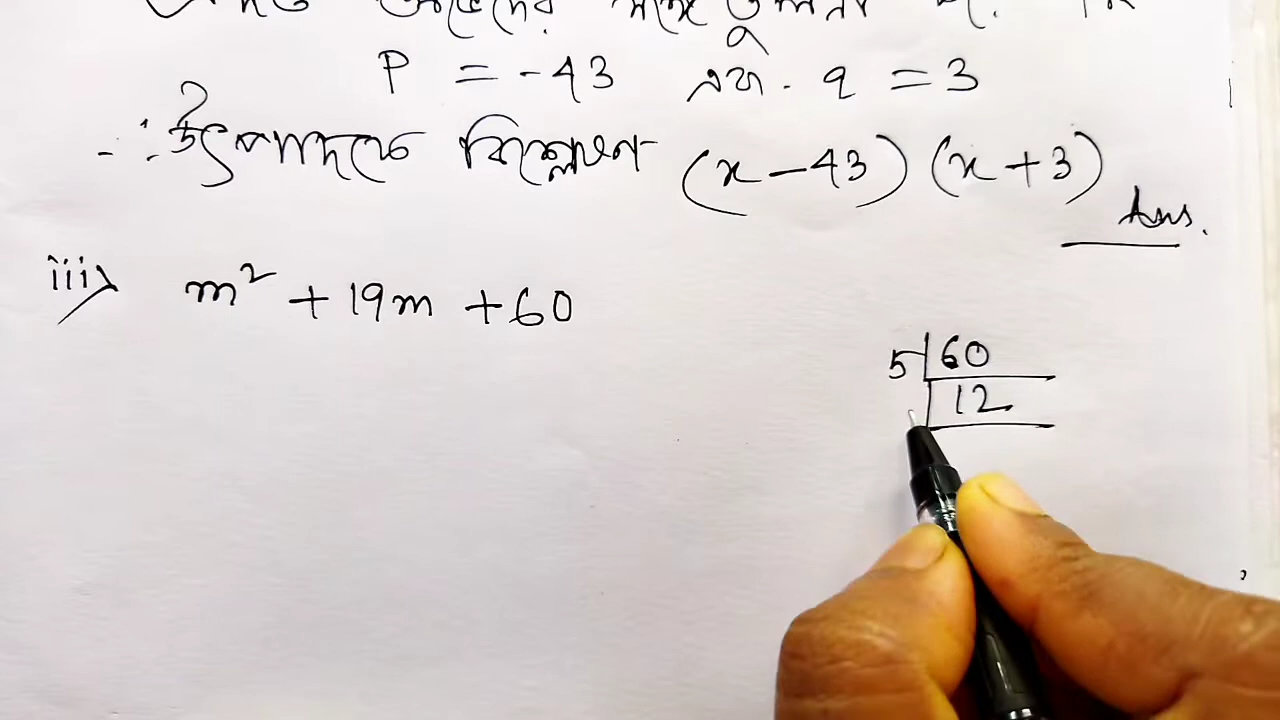 P = -43 এবং q = 3
∴ উৎপাদকে বিশ্লেষণ (x-43)(x+3)
Ans.
iii) m² + 19m + 60
5 | 60
12